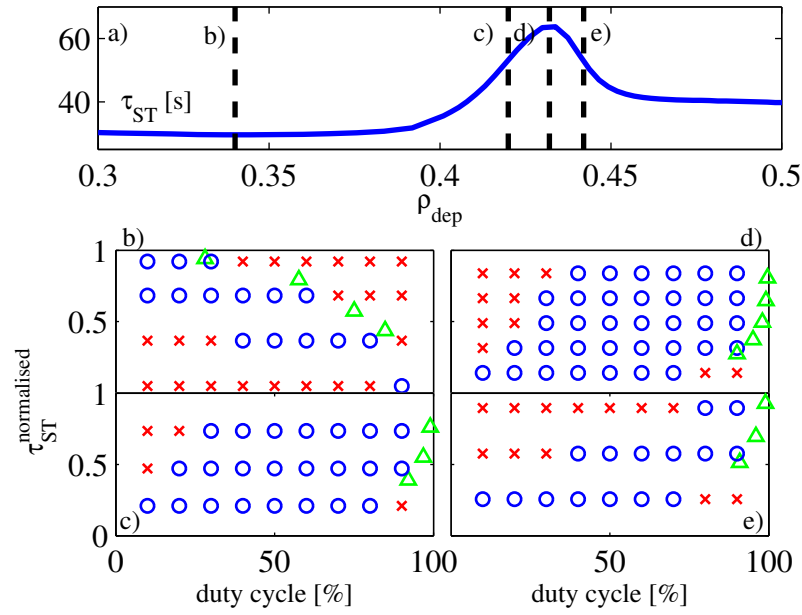 60
a)
b)
c)
d)
e)
40
τ_ST [s]
0.3
0.35
0.4
0.45
0.5
ρ_dep
b)
d)
1
0.5
1
0.5
0
τ_ST^normalised
c)
e)
0
50
100
50
100
duty cycle [%]
duty cycle [%]